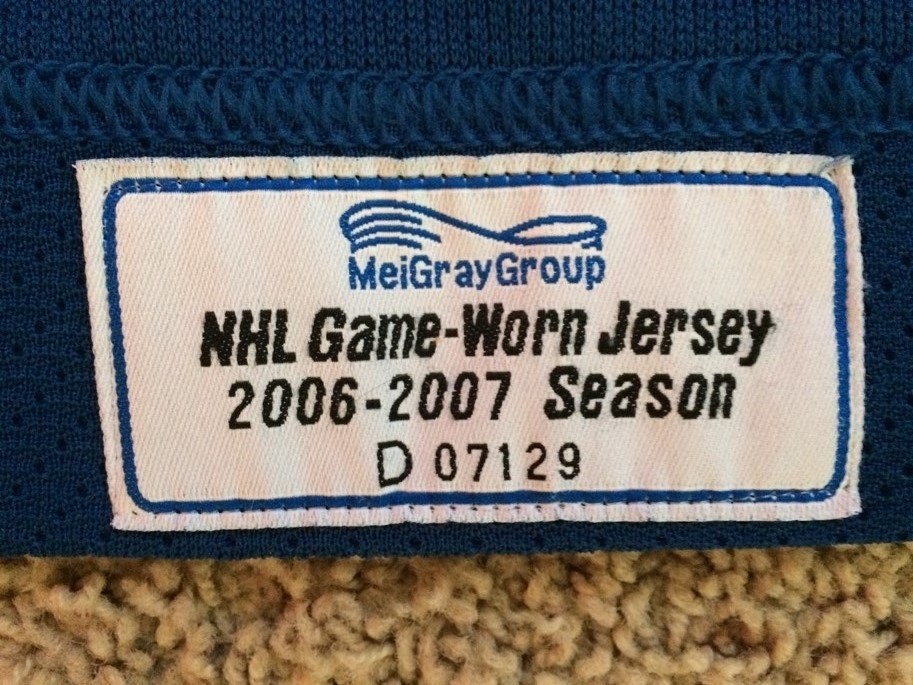 MeiGrayGroup
NHL Game-Worn Jersey
2006-2007 Season
D 07129